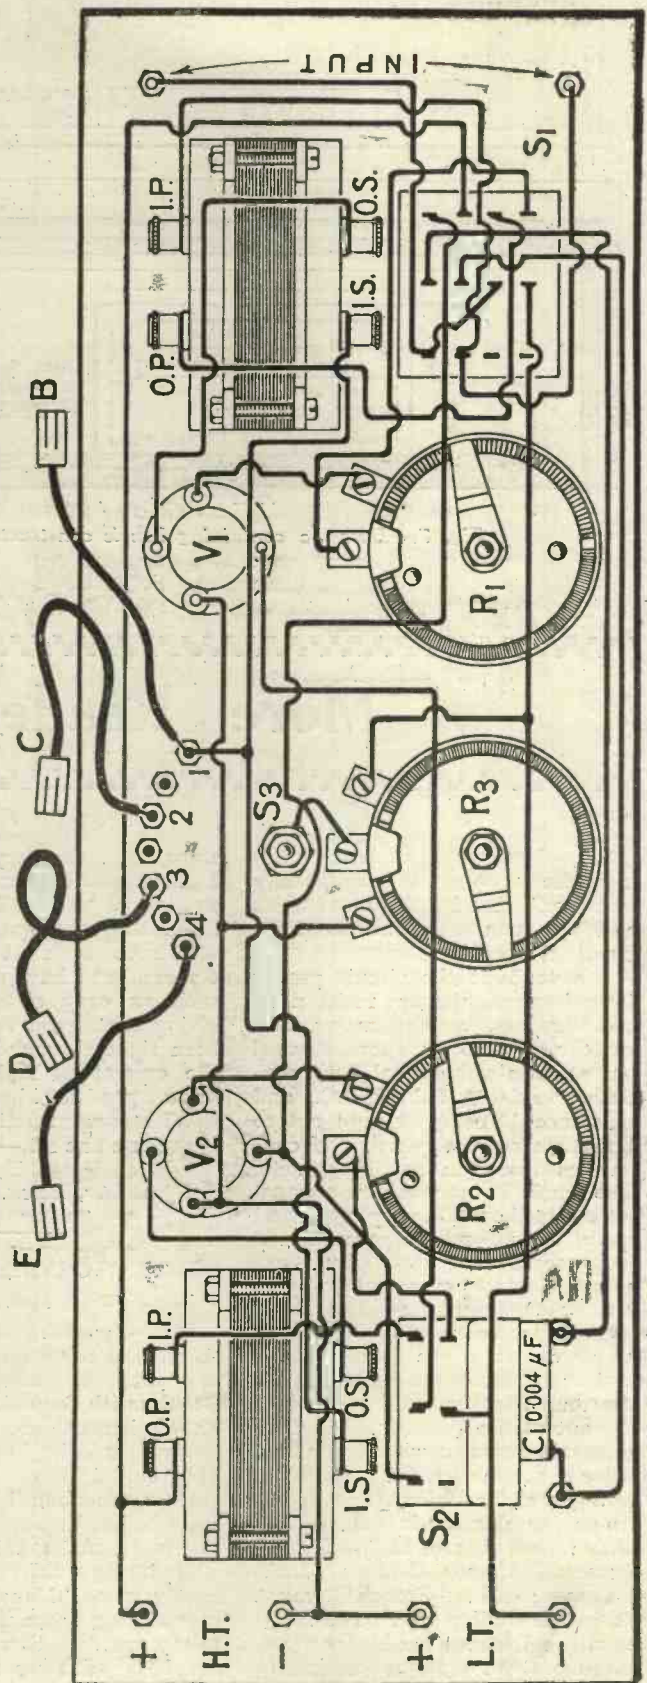 INPUT
I.P.
O.P.
O.S.
I.S.
S1
B
C
D
E
V1
1
2
3
4
S3
R1
R3
R2
V2
I.P.
O.P.
O.S.
I.S.
S2
C1 0·004 µF
+
H.T.
−
+
L.T.
−